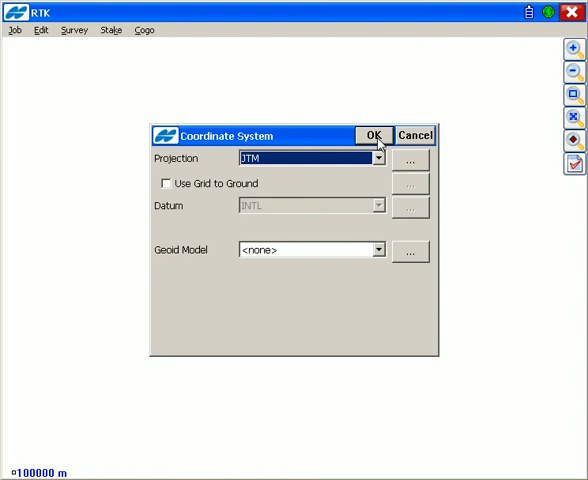 RTK
Job Edit Survey Stake Cogo
Coordinate System OK Cancel
Projection JTM ...
Use Grid to Ground ...
Datum INTL ...
Geoid Model <none> ...
100000 m